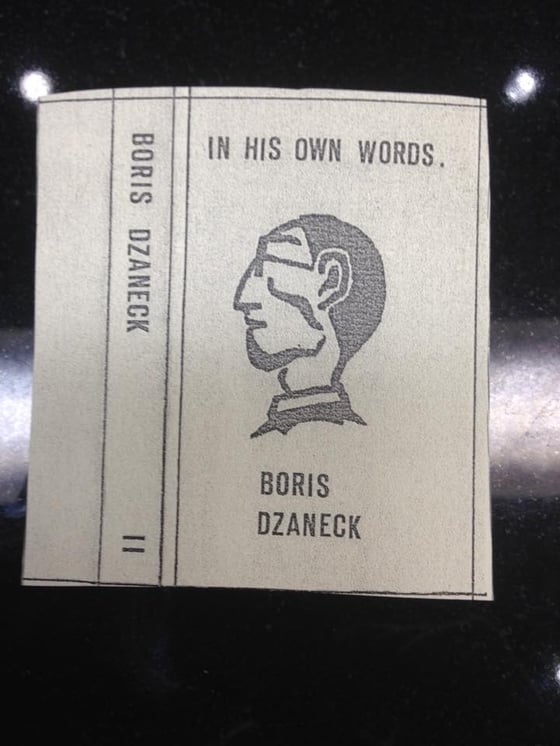 BORIS DZANECK
II
IN HIS OWN WORDS.
BORIS
DZANECK